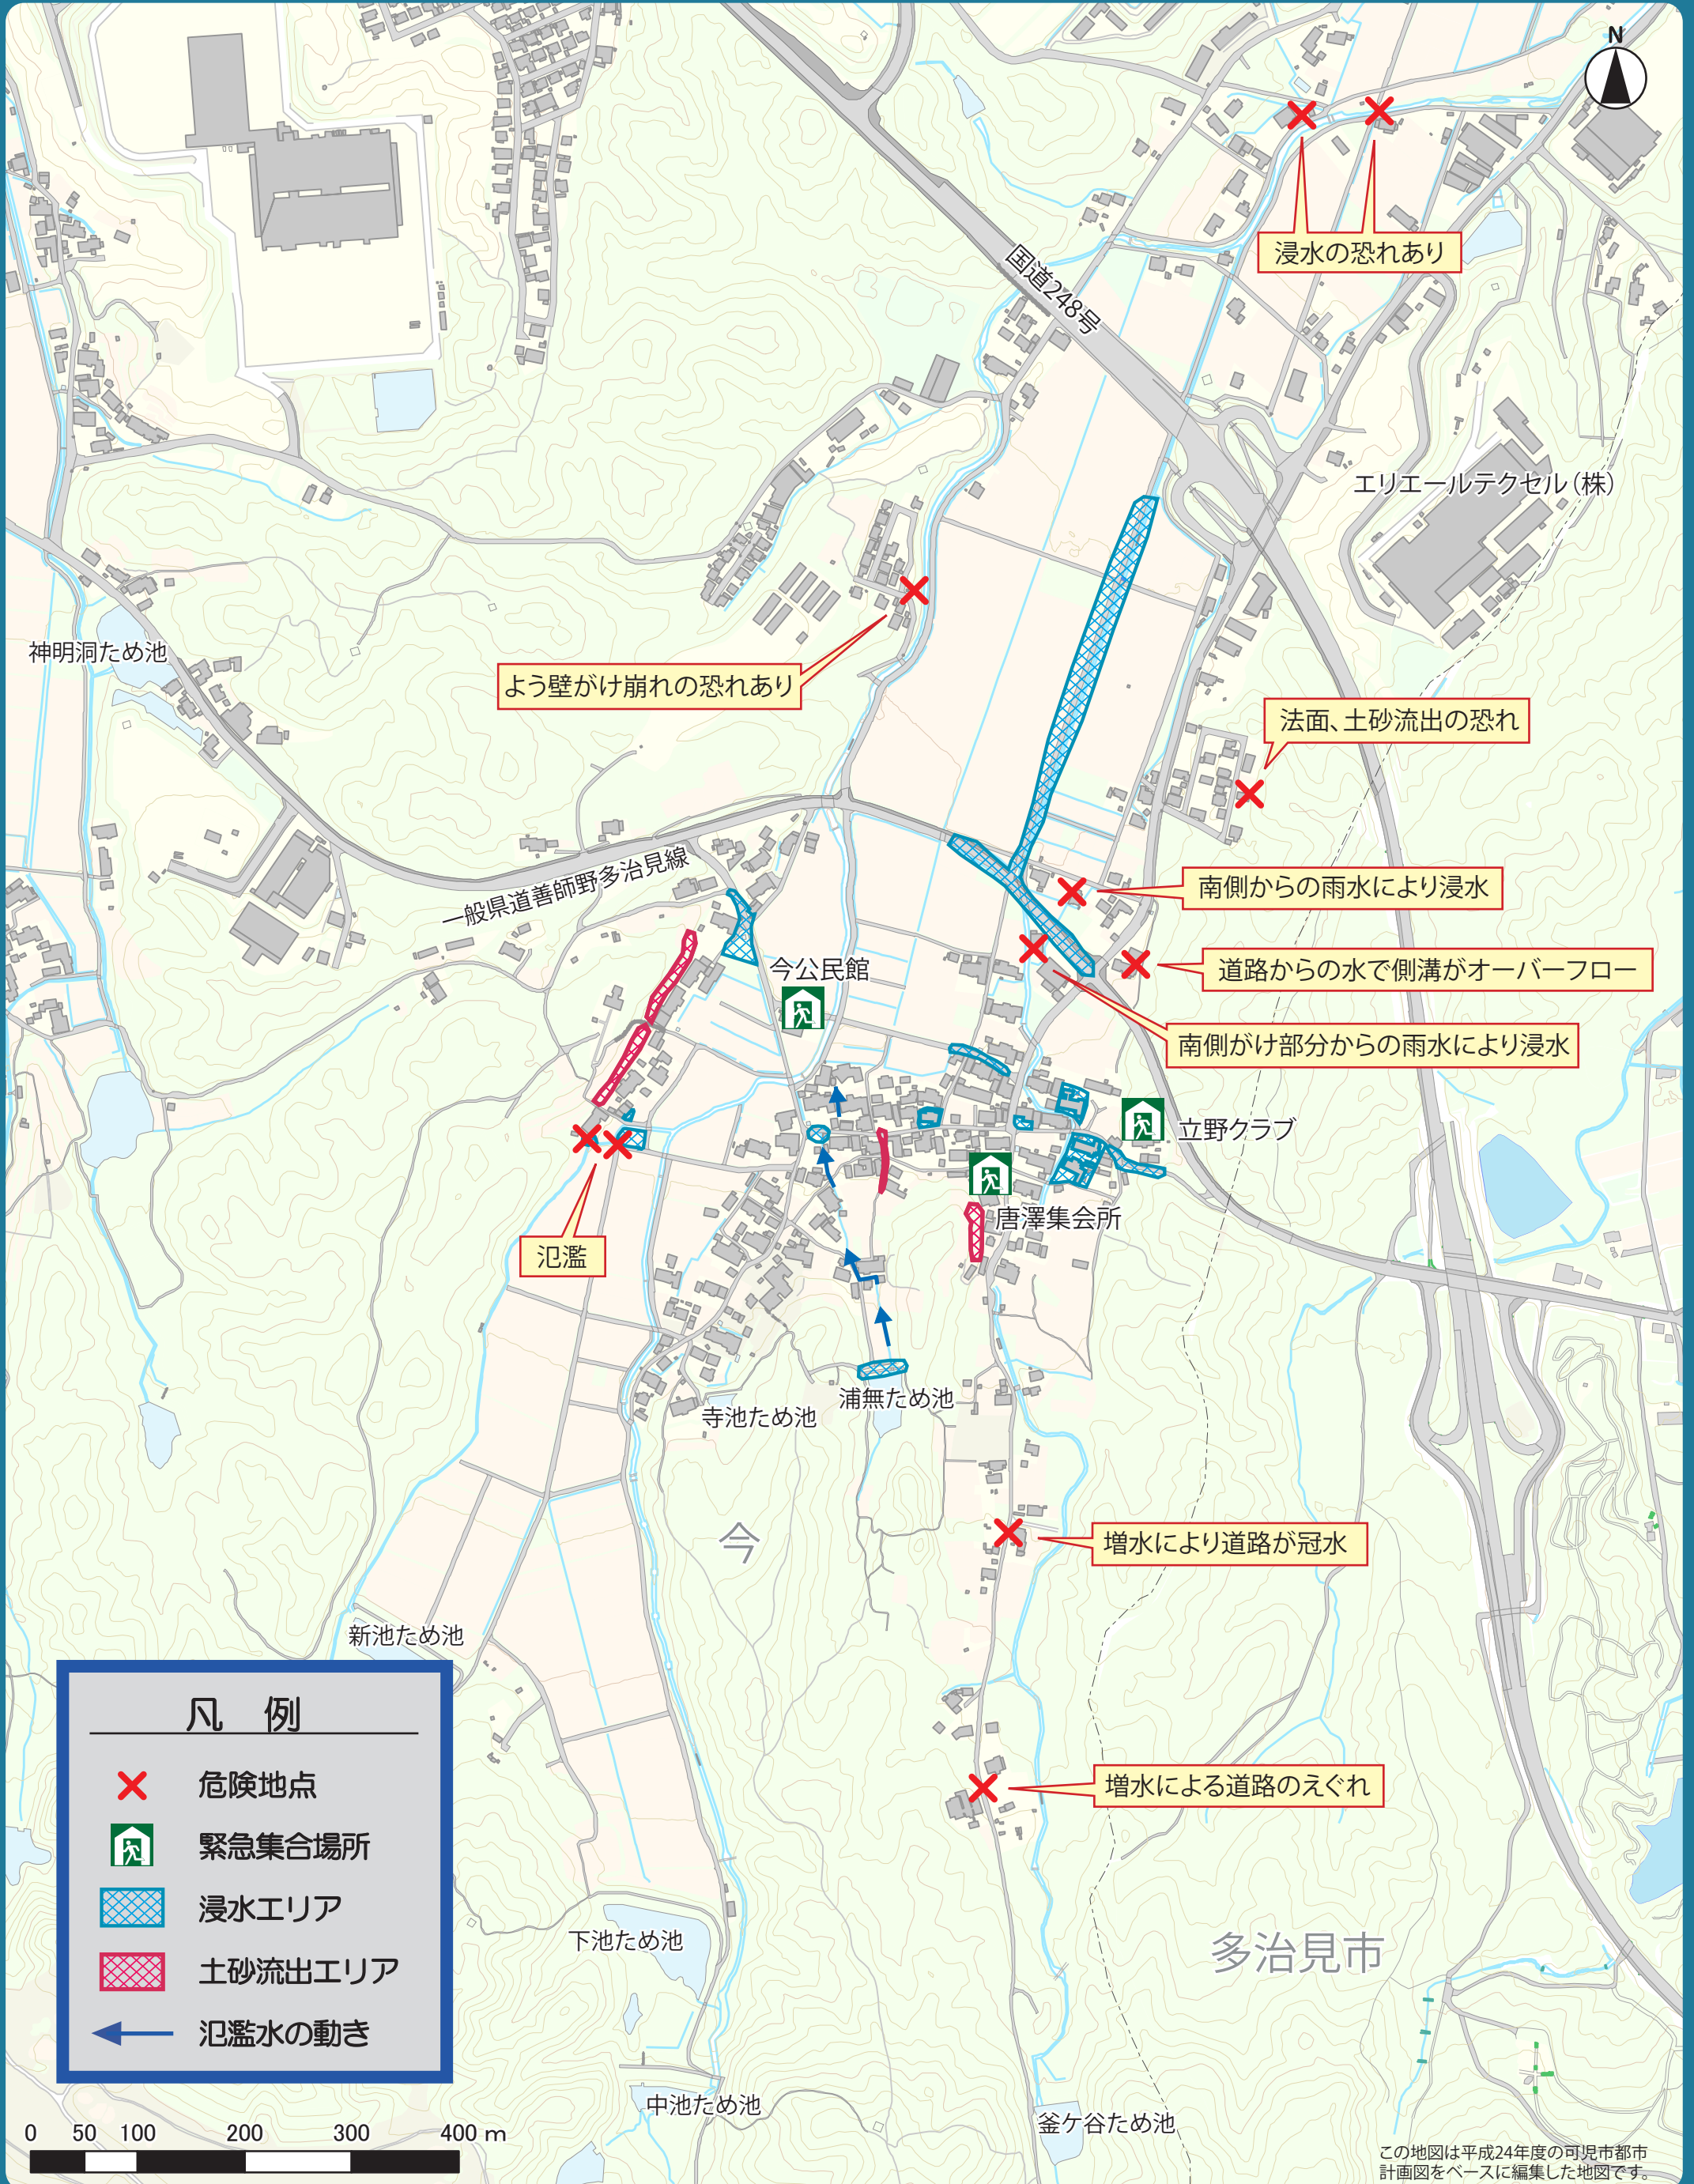 N
浸水の恐れあり
国道248号
エリエールテクセル（株）
神明洞ため池
よう壁がけ崩れの恐れあり
法面、土砂流出の恐れ
一般県道善師野多治見線
南側からの雨水により浸水
今公民館
道路からの水で側溝がオーバーフロー
南側がけ部分からの雨水により浸水
立野クラブ
唐澤集会所
氾濫
浦無ため池
寺池ため池
今
増水により道路が冠水
新池ため池
凡 例
危険地点
緊急集合場所
浸水エリア
土砂流出エリア
氾濫水の動き
増水による道路のえぐれ
下池ため池
多治見市
中池ため池
釜ケ谷ため池
0 50 100 200 300 400 m
この地図は平成24年度の可児市都市
計画図をベースに編集した地図です。